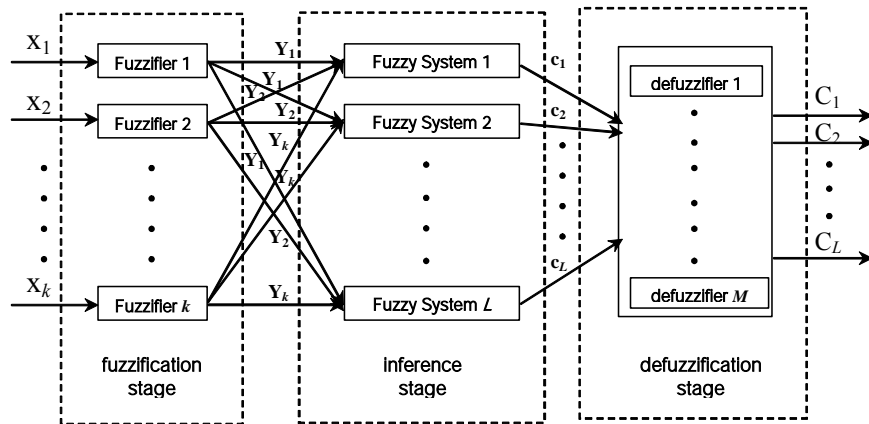 X1
Fuzzifier 1
Y1
Fuzzy System 1
c1
defuzzifier 1
Y1
Y2
C1
X2
Fuzzifier 2
Y2
Fuzzy System 2
c2
C2
Yk
Y1
Yk
Y2
cL
CL
Xk
Fuzzifier k
Yk
Fuzzy System L
defuzzifier M
fuzzification
stage
inference
stage
defuzzification
stage